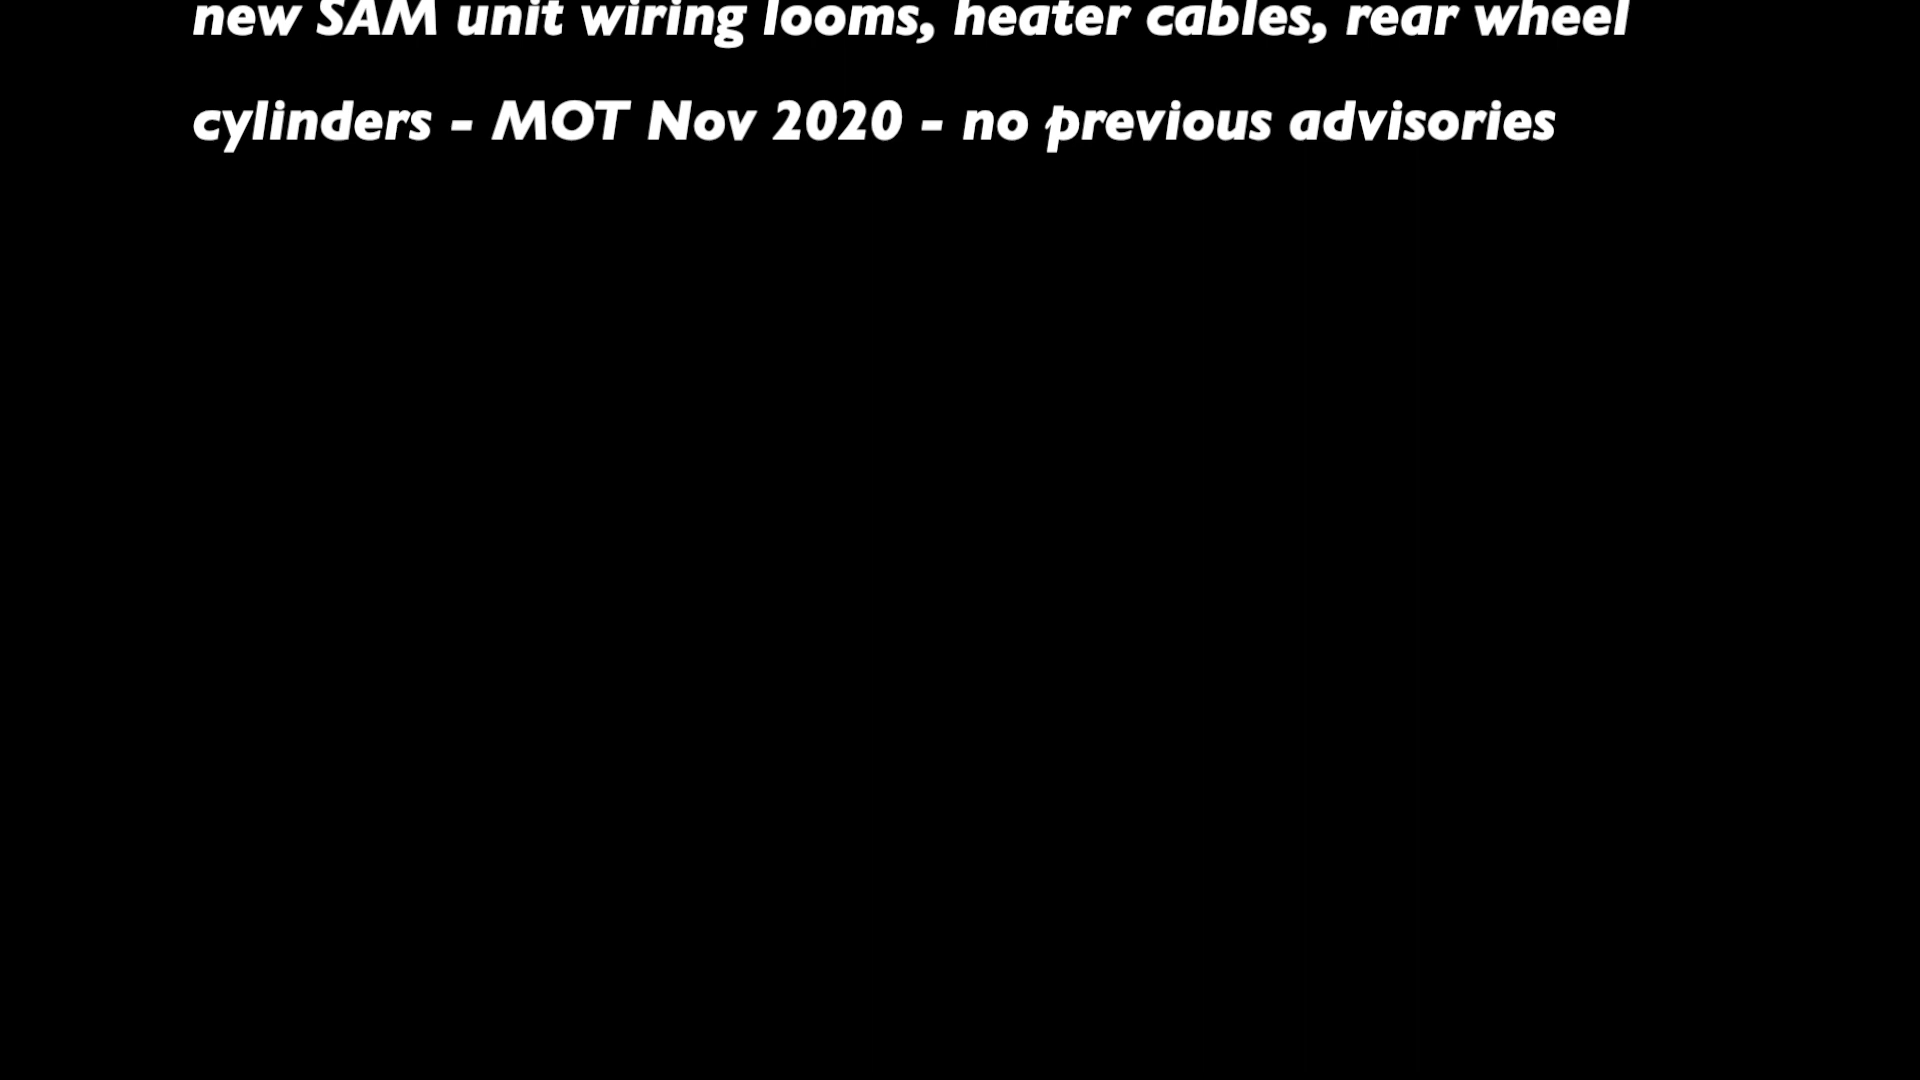 new SAM unit wiring looms, heater cables, rear wheel
cylinders - MOT Nov 2020 - no previous advisories